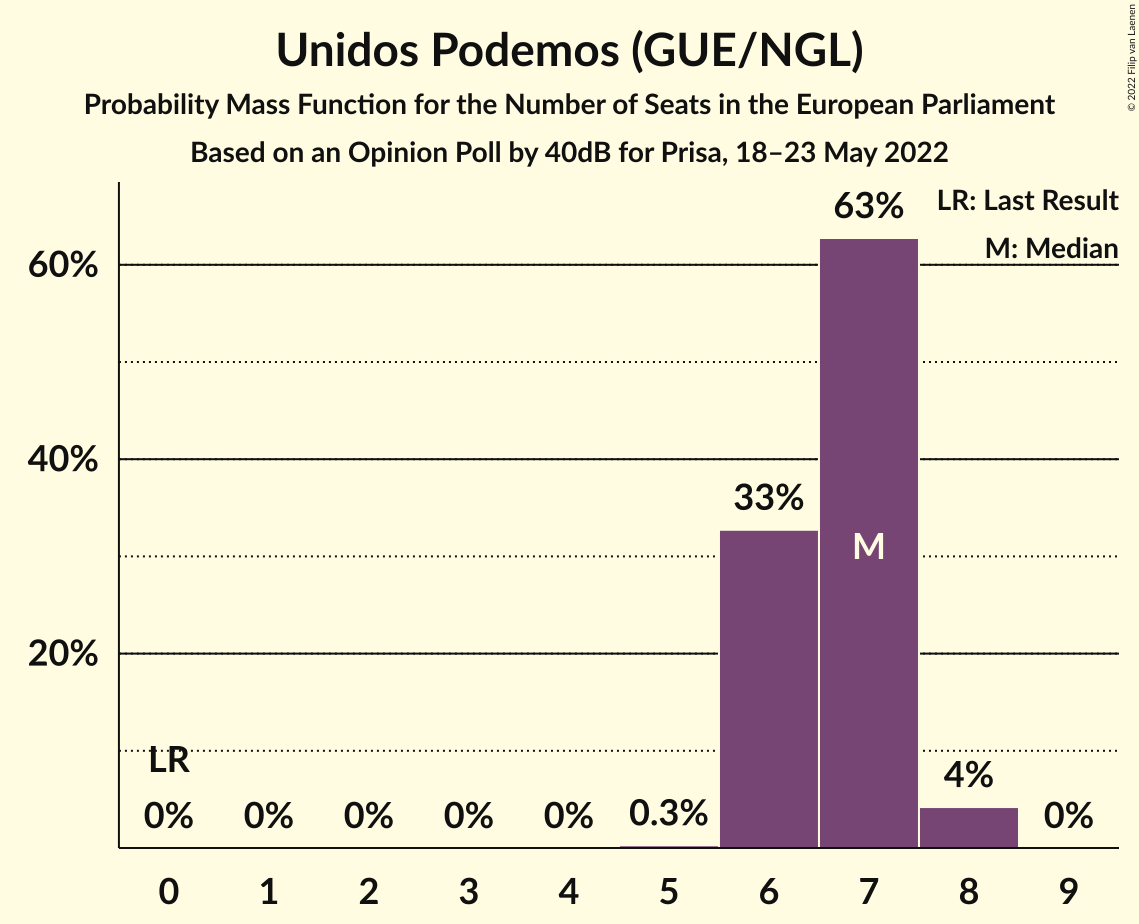 Unidos Podemos (GUE/NGL)
Probability Mass Function for the Number of Seats in the European Parliament
Based on an Opinion Poll by 40dB for Prisa, 18–23 May 2022
© 2022 Filip van Laenen
LR: Last Result
M: Median
63%
60%
40%
33%
M
20%
LR
4%
0% 0% 0% 0% 0% 0.3% 0%
0 1 2 3 4 5 6 7 8 9